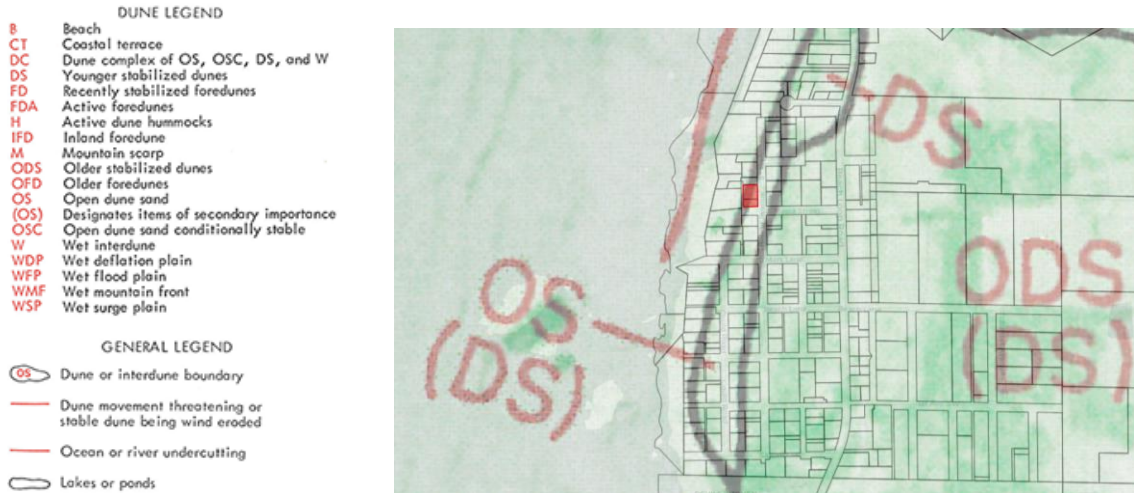 DUNE LEGEND
B Beach
CT Coastal terrace
DC Dune complex of OS, OSC, DS, and W
DS Younger stabilized dunes
FD Recently stabilized foredunes
FDA Active foredunes
H Active dune hummocks
IFD Inland foredune
M Mountain scarp
ODS Older stabilized dunes
OFD Older foredunes
OS Open dune sand
(OS) Designates items of secondary importance
OSC Open dune sand conditionally stable
W Wet interdune
WDP Wet deflation plain
WFP Wet flood plain
WMF Wet mountain front
WSP Wet surge plain
GENERAL LEGEND
OS Dune or interdune boundary
Dune movement threatening or
stable dune being wind eroded
Ocean or river undercutting
Lakes or ponds
DS
OS
(DS)
ODS
(DS)